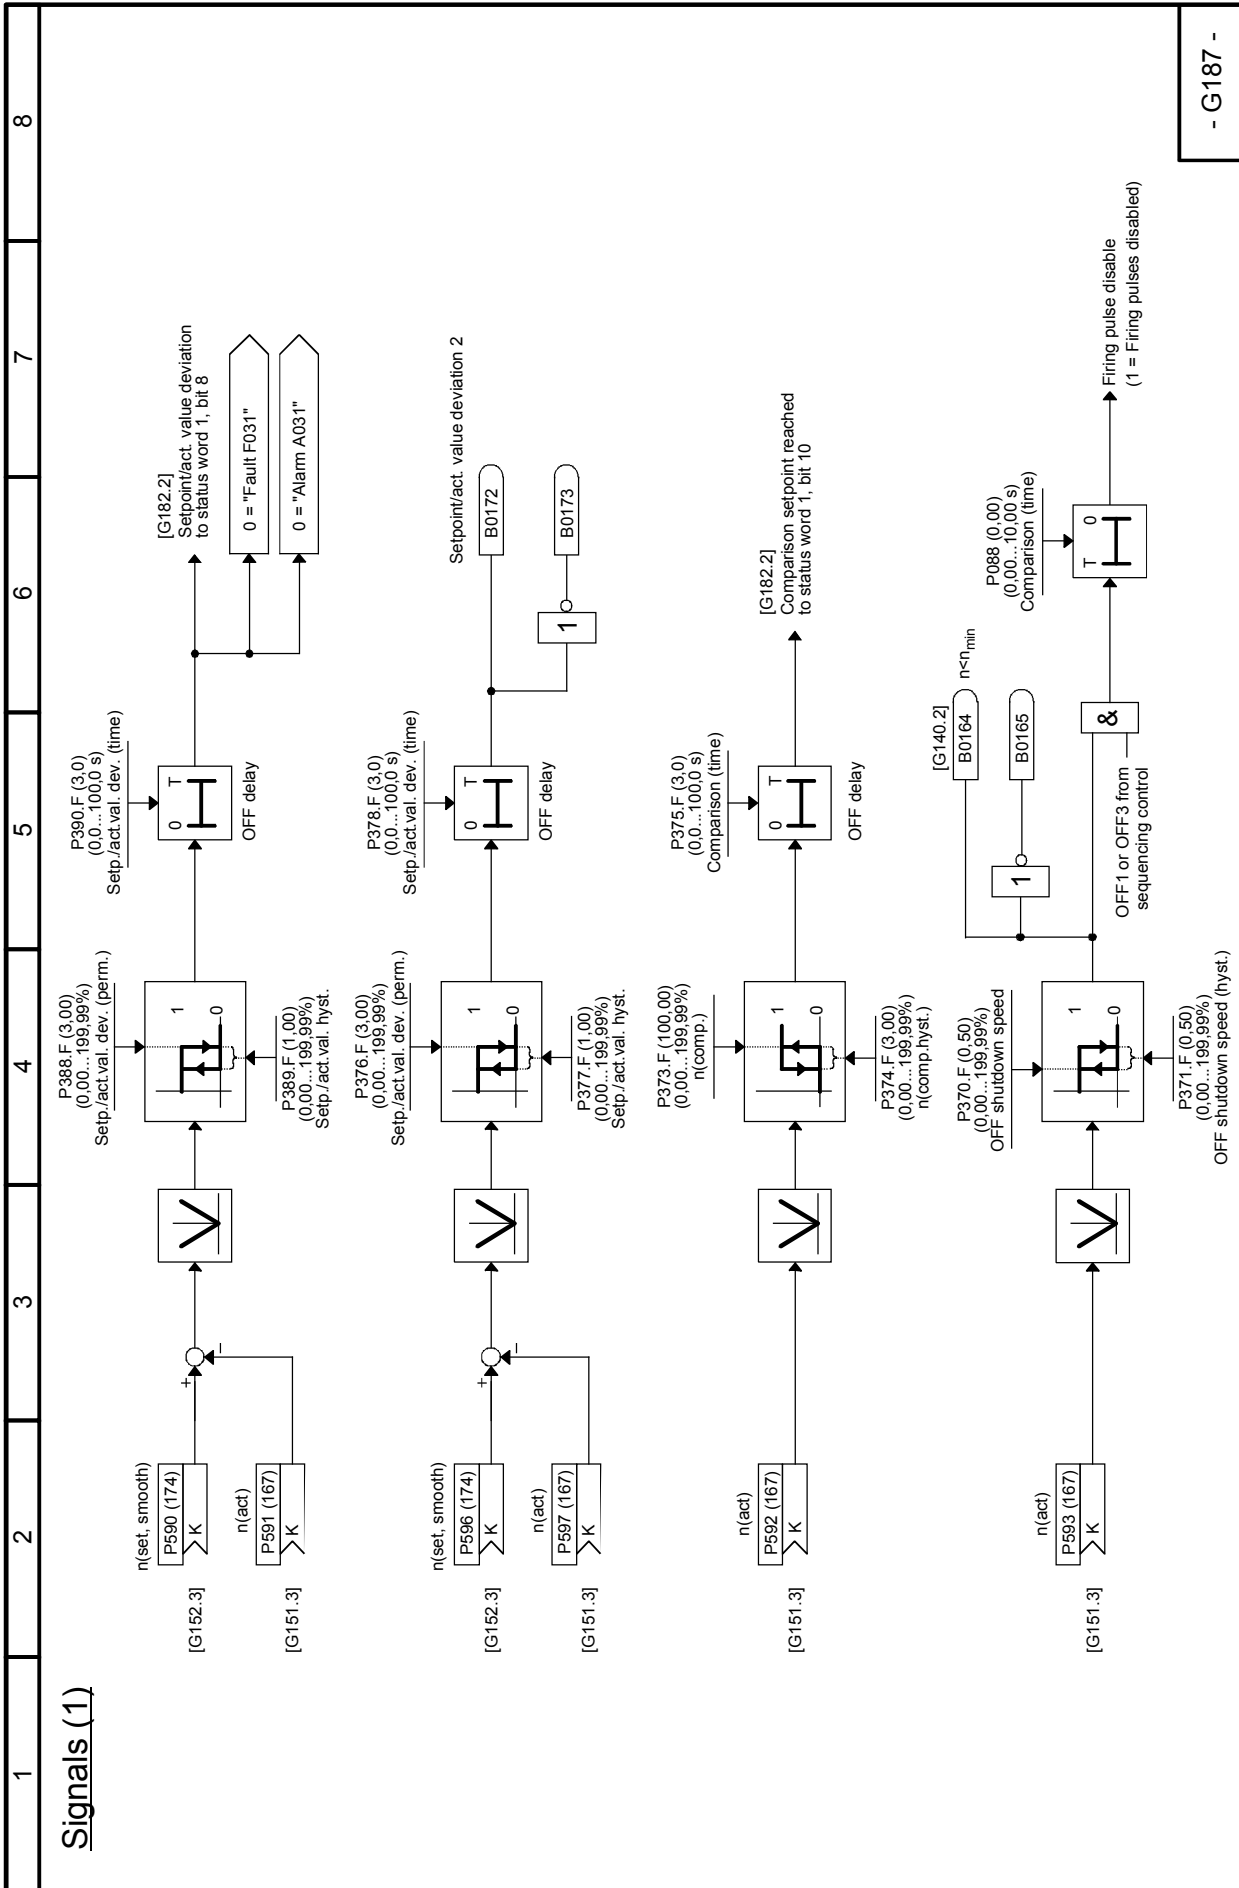 1
2
3
4
5
6
7
8
Signals (1)
[G152.3]
n(set, smooth)
P590 (174)
K
[G151.3]
n(act)
P591 (167)
K
+
–
P388.F (3,00)
(0,00...199,99%)
Setp./act.val. dev. (perm.)
1
0
P389.F (1,00)
(0,00...199,99%)
Setp./act.val. hyst.
P390.F (3,0)
(0,0...100,0 s)
Setp./act.val. dev. (time)
0 T
OFF delay
[G182.2]
Setpoint/act. value deviation
to status word 1, bit 8
0 = "Fault F031"
0 = "Alarm A031"
[G152.3]
n(set, smooth)
P596 (174)
K
[G151.3]
n(act)
P597 (167)
K
+
–
P376.F (3,00)
(0,00...199,99%)
Setp./act.val. dev. (perm.)
1
0
P377.F (1,00)
(0,00...199,99%)
Setp./act.val. hyst.
P378.F (3,0)
(0,0...100,0 s)
Setp./act.val. dev. (time)
0 T
OFF delay
Setpoint/act. value deviation 2
B0172
1
B0173
[G151.3]
n(act)
P592 (167)
K
P373.F (100,00)
(0,00...199,99%)
n(comp.)
1
0
P374.F (3,00)
(0,00...199,99%)
n(comp.hyst.)
P375.F (3,0)
(0,0...100,0 s)
Comparison (time)
0 T
OFF delay
[G182.2]
Comparison setpoint reached
to status word 1, bit 10
[G151.3]
n(act)
P593 (167)
K
P370.F (0,50)
(0,00...199,99%)
OFF shutdown speed
1
0
P371.F (0,50)
(0,00...199,99%)
OFF shutdown speed (hyst.)
[G140.2]
B0164
n<nmin
1
B0165
&
OFF1 or OFF3 from
sequencing control
P088 (0,00)
(0,00...10,00 s)
Comparison (time)
T 0
Firing pulse disable
(1 = Firing pulses disabled)
- G187 -